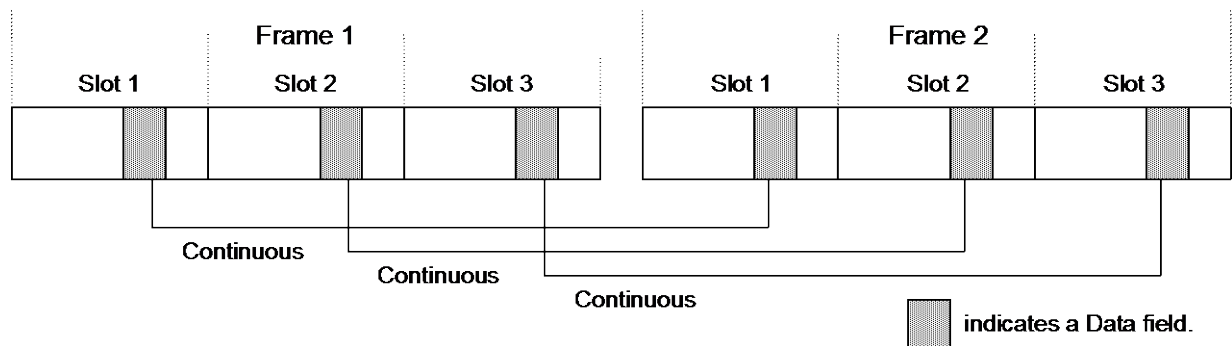 Frame 1
Frame 2
Slot 1
Slot 2
Slot 3
Slot 1
Slot 2
Slot 3
Continuous
Continuous
Continuous
indicates a Data field.